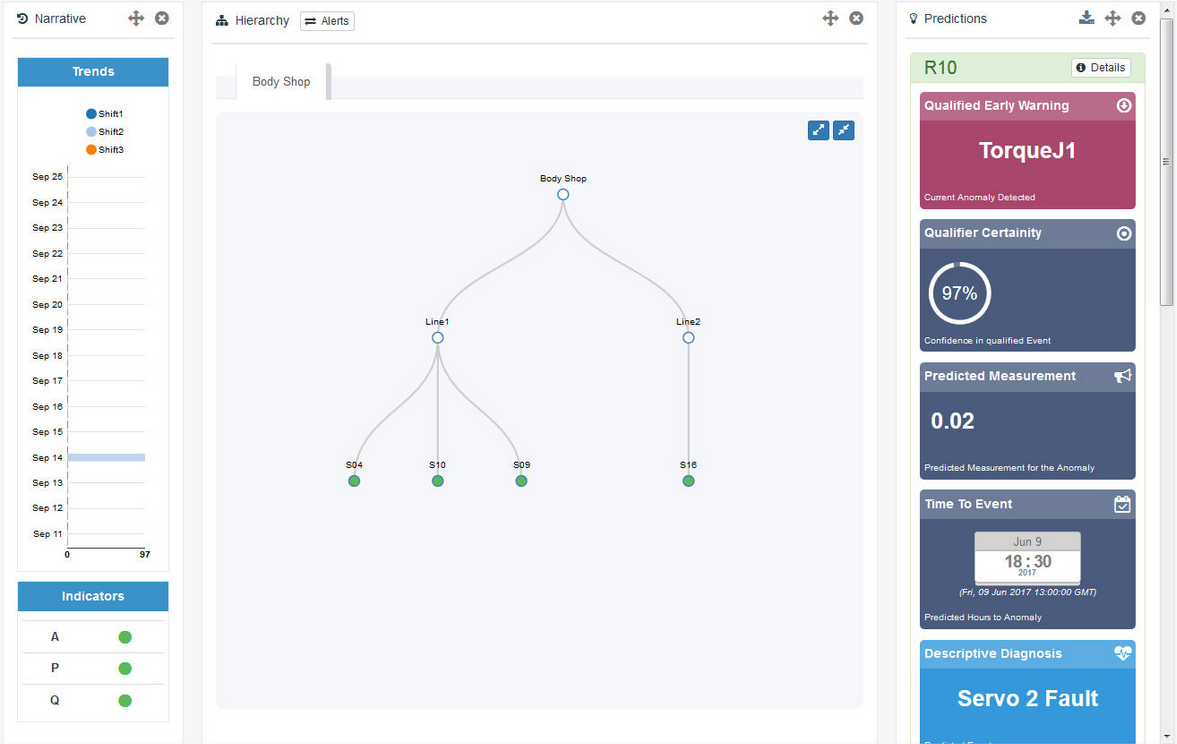 Narrative
Trends
Shift1
Shift2
Shift3
Sep 25
Sep 24
Sep 23
Sep 22
Sep 21
Sep 20
Sep 19
Sep 18
Sep 17
Sep 16
Sep 15
Sep 14
Sep 13
Sep 12
Sep 11
0 97
Indicators
A
P
Q
Hierarchy Alerts
Body Shop
Body Shop
Line1 Line2
S04 S10 S09 S16
Predictions
R10 Details
Qualified Early Warning
TorqueJ1
Current Anomaly Detected
Qualifier Certainity
97%
Confidence in qualified Event
Predicted Measurement
0.02
Predicted Measurement for the Anomaly
Time To Event
Jun 9
18 : 30
2017
(Fri, 09 Jun 2017 13:00:00 GMT)
Predicted Hours to Anomaly
Descriptive Diagnosis
Servo 2 Fault